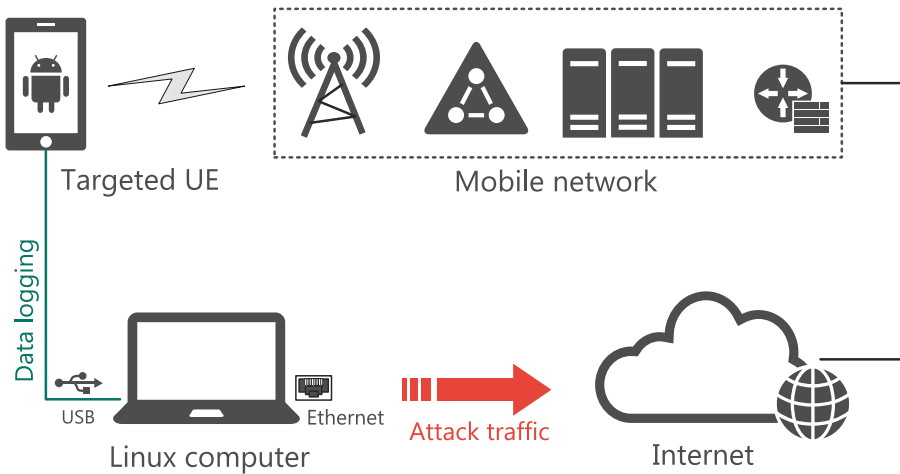 Targeted UE
Mobile network
Data logging
USB
Ethernet
Attack traffic
Linux computer
Internet